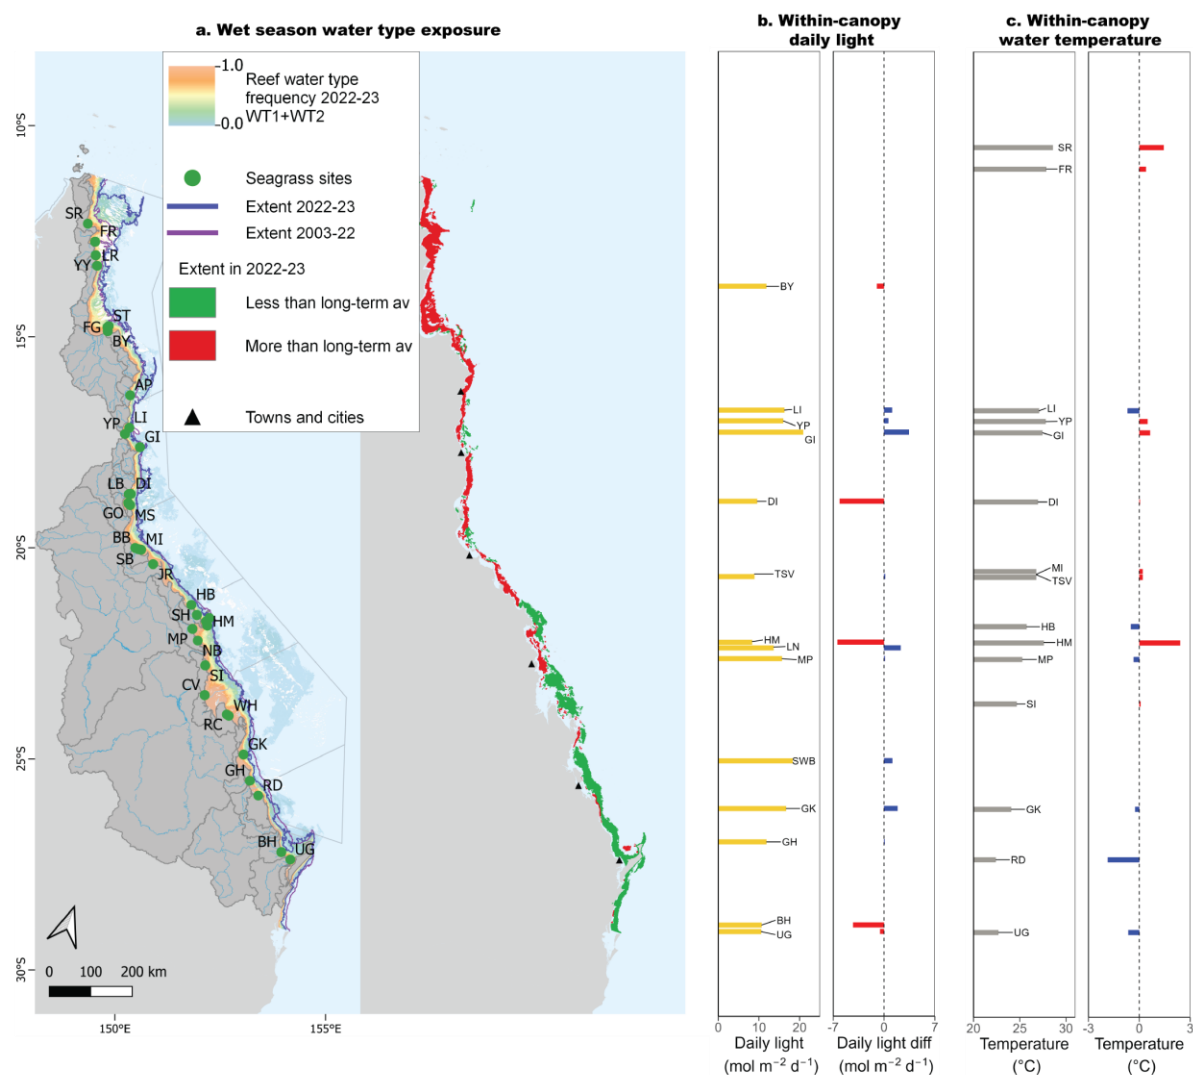 a. Wet season water type exposure
b. Within-canopy
daily light
c. Within-canopy
water temperature
1.0
Reef water type
frequency 2022-23
WT1+WT2
0.0
Seagrass sites
Extent 2022-23
Extent 2003-22
Extent in 2022-23
Less than long-term av
More than long-term av
Towns and cities
10°S
15°S
20°S
25°S
30°S
SR
FR
LR
YY
ST
FG
BY
AP
LI
YP
GI
LB
DI
GO
MS
BB
MI
SB
JR
HB
SH
HM
MP
NB
SI
CV
WH
RC
GK
GH
RD
BH
UG
0
100
200 km
150°E
155°E
BY
LI
YP
GI
DI
TSV
HM
LN
MP
SWB
GK
GH
BH
UG
0
10
20
-7
0
7
Daily light
(mol m⁻² d⁻¹)
Daily light diff
(mol m⁻² d⁻¹)
SR
FR
LI
YP
GI
DI
MI
TSV
HB
HM
MP
SI
GK
RD
UG
20
25
30
-3
0
3
Temperature
(°C)
Temperature
(°C)